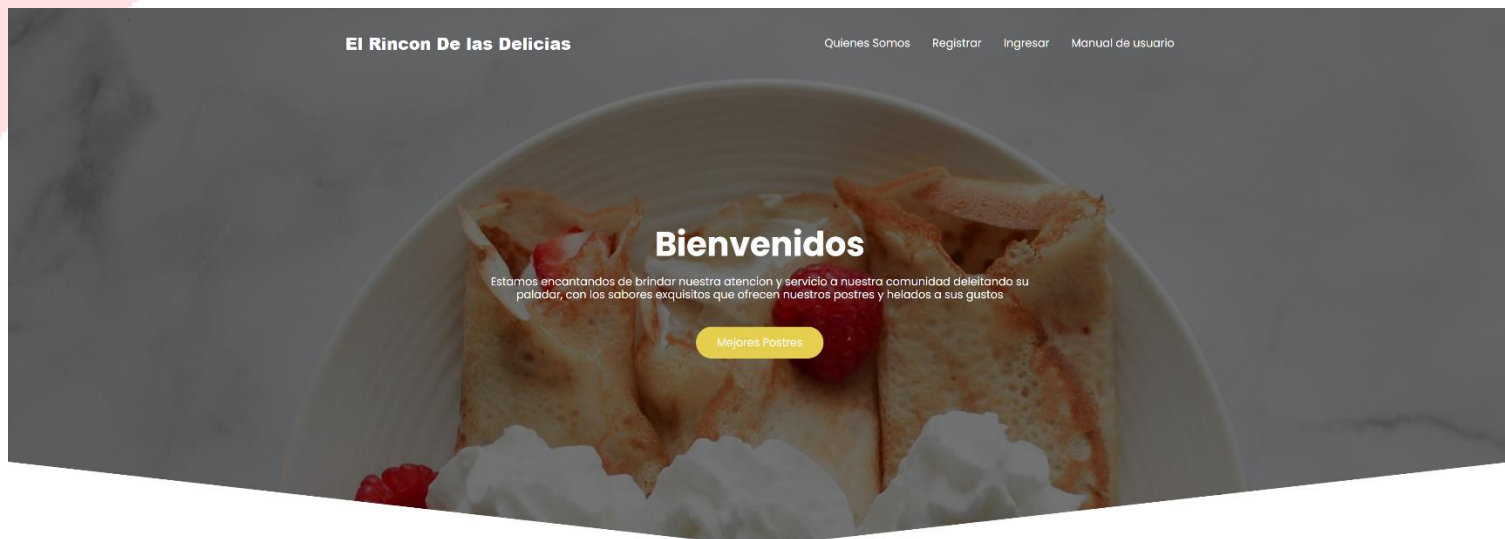 El Rincon De las Delicias
Quienes Somos Registrar Ingresar Manual de usuario
Bienvenidos
Estamos encantandos de brindar nuestra atencion y servicio a nuestra comunidad deleitando su
paladar, con los sabores exquisitos que ofrecen nuestros postres y helados a sus gustos
Mejores Postres